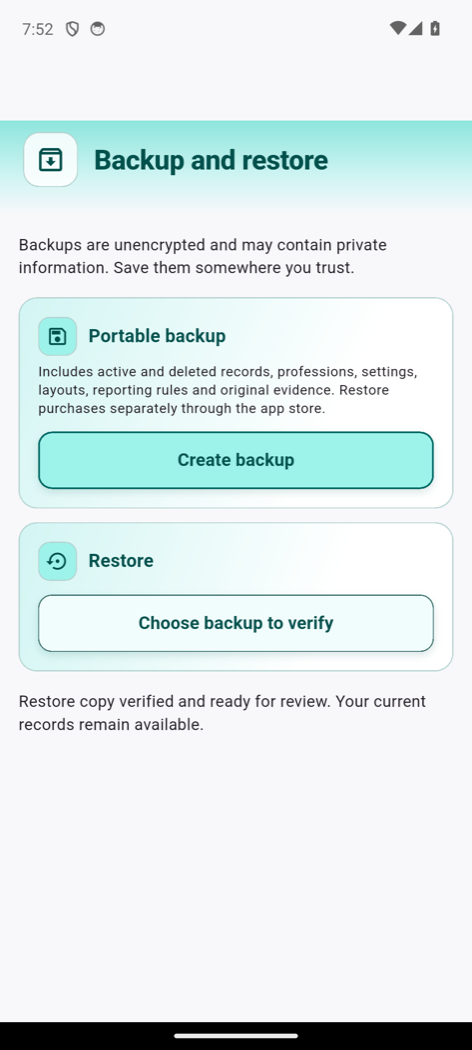 7:52
Backup and restore
Backups are unencrypted and may contain private
information. Save them somewhere you trust.
Portable backup
Includes active and deleted records, professions, settings,
layouts, reporting rules and original evidence. Restore
purchases separately through the app store.
Create backup
Restore
Choose backup to verify
Restore copy verified and ready for review. Your current
records remain available.